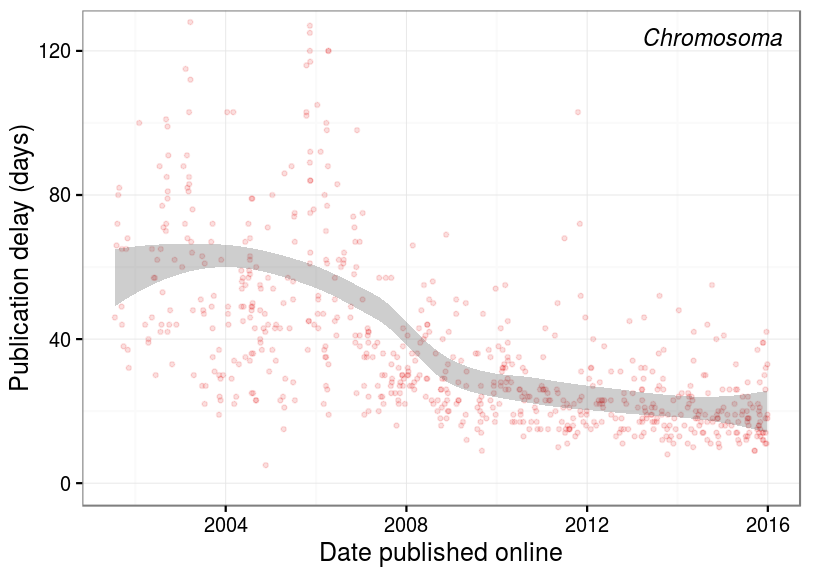 Chromosoma
Publication delay (days)
120
80
40
0
2004 2008 2012 2016
Date published online